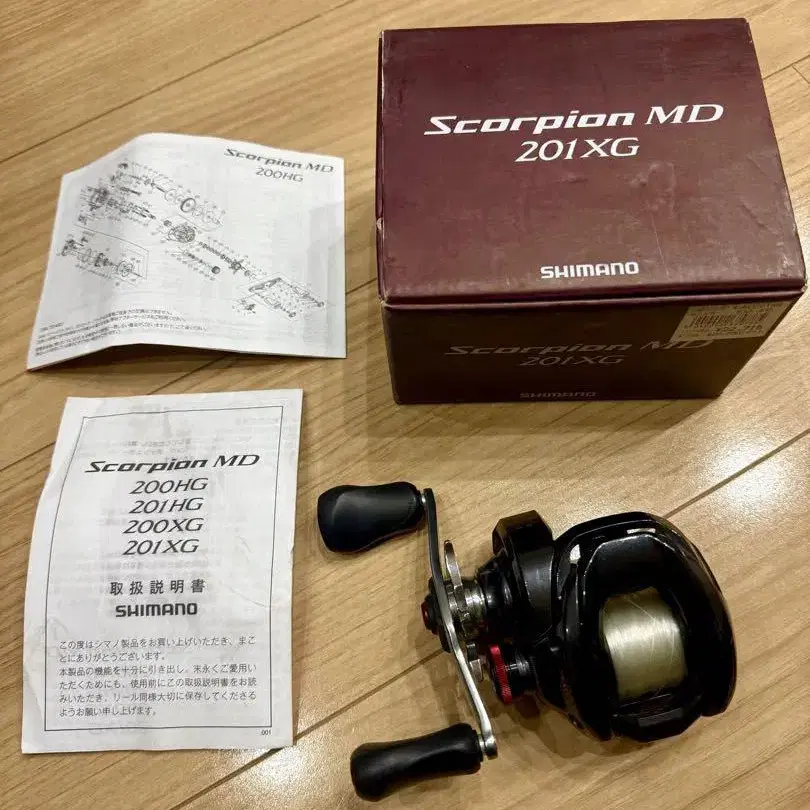 Scorpion MD
200HG
Scorpion MD
201XG
SHIMANO
Scorpion MD
201XG
SHIMANO
Scorpion MD
200HG
201HG
200XG
201XG
取扱説明書
SHIMANO
この度はシマノ製品をお買い上げいただき、まこ
とにありがとうございます。
本製品の機能を十分に引き出し、末永くご愛用い
ただくためにも、使用前にこの取扱説明書をお読
みいただき、リール同様大切に保存してくださる
ようお願い申し上げます。
.001